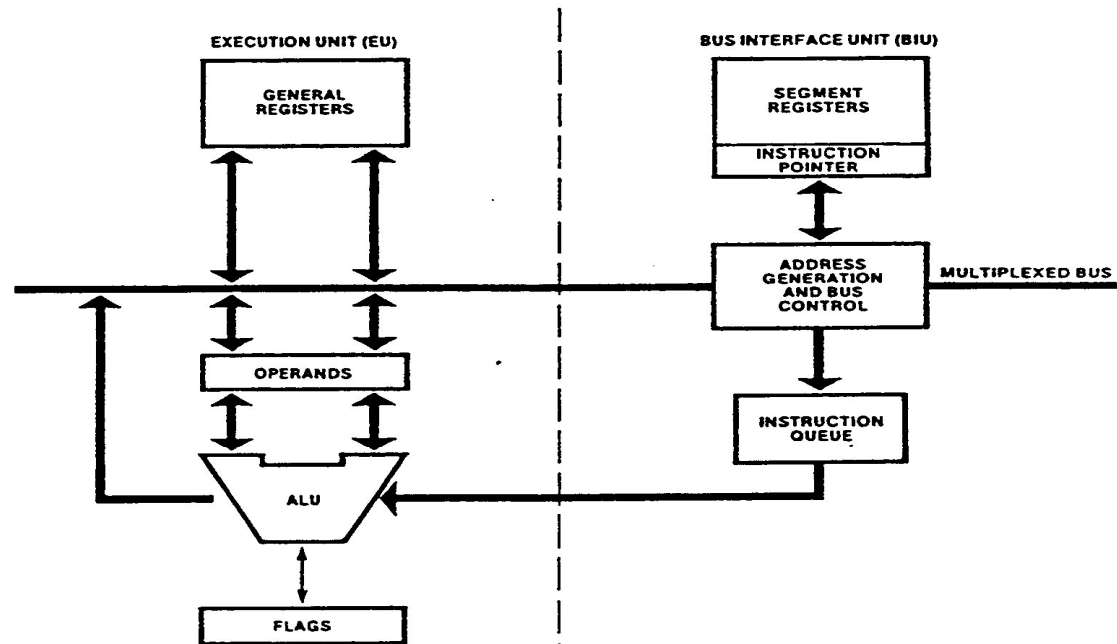 EXECUTION UNIT (EU)
GENERAL
REGISTERS
OPERANDS
ALU
FLAGS
BUS INTERFACE UNIT (BIU)
SEGMENT
REGISTERS
INSTRUCTION
POINTER
ADDRESS
GENERATION
AND BUS
CONTROL
MULTIPLEXED BUS
INSTRUCTION
QUEUE